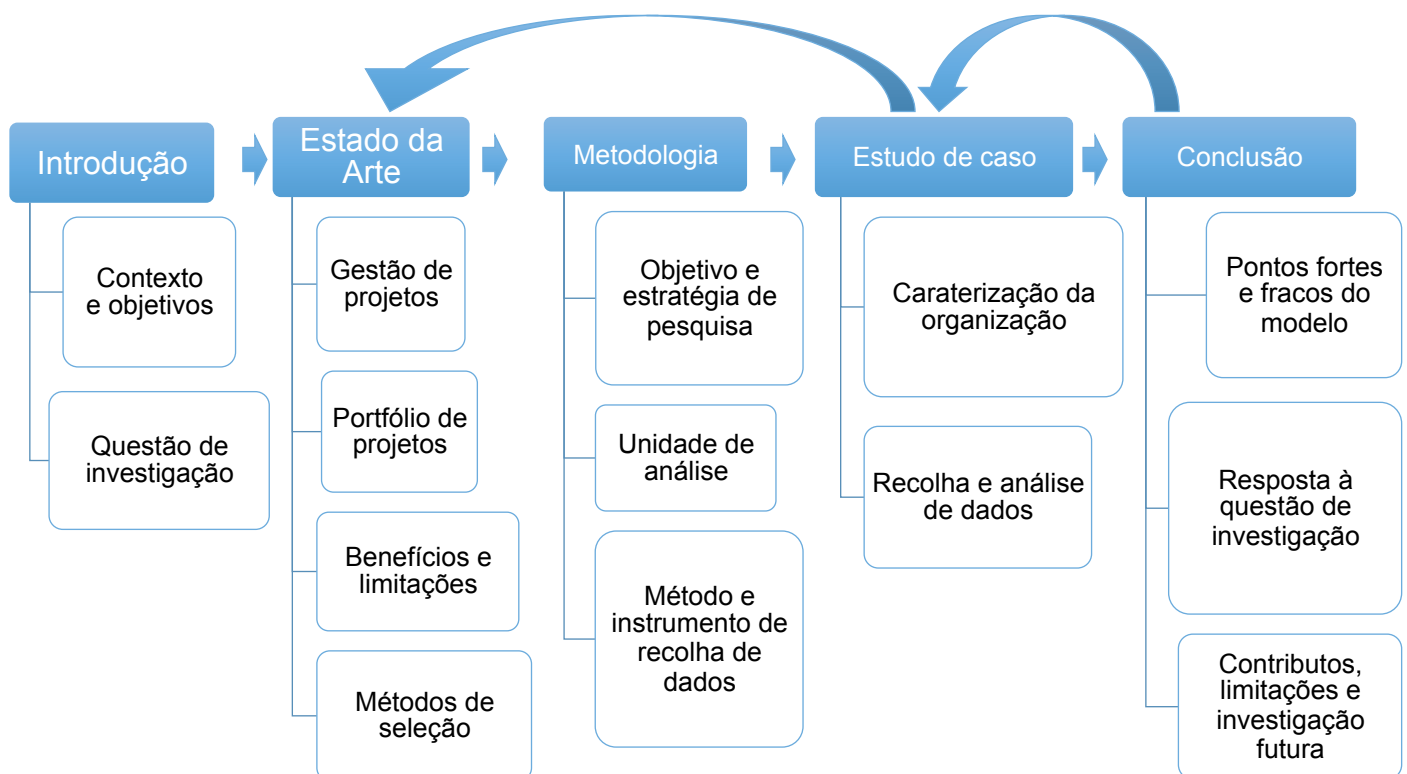 Introdução
Contexto
e objetivos
Questão de
investigação
Estado da
Arte
Gestão de
projetos
Portfólio de
projetos
Benefícios e
limitações
Métodos de
seleção
Metodologia
Objetivo e
estratégia de
pesquisa
Unidade de
análise
Método e
instrumento de
recolha de
dados
Estudo de caso
Caraterização da
organização
Recolha e análise
de dados
Conclusão
Pontos fortes
e fracos do
modelo
Resposta à
questão de
investigação
Contributos,
limitações e
investigação
futura